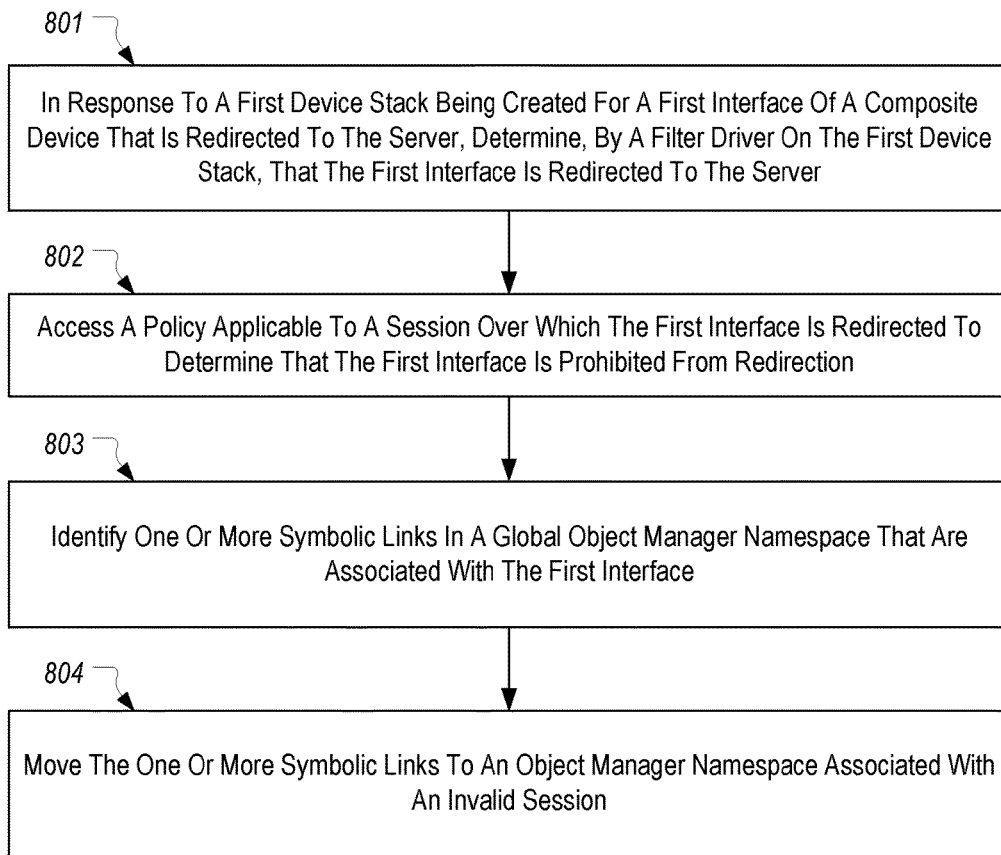 801
In Response To A First Device Stack Being Created For A First Interface Of A Composite
Device That Is Redirected To The Server, Determine, By A Filter Driver On The First Device
Stack, That The First Interface Is Redirected To The Server
802
Access A Policy Applicable To A Session Over Which The First Interface Is Redirected To
Determine That The First Interface Is Prohibited From Redirection
803
Identify One Or More Symbolic Links In A Global Object Manager Namespace That Are
Associated With The First Interface
804
Move The One Or More Symbolic Links To An Object Manager Namespace Associated With
An Invalid Session